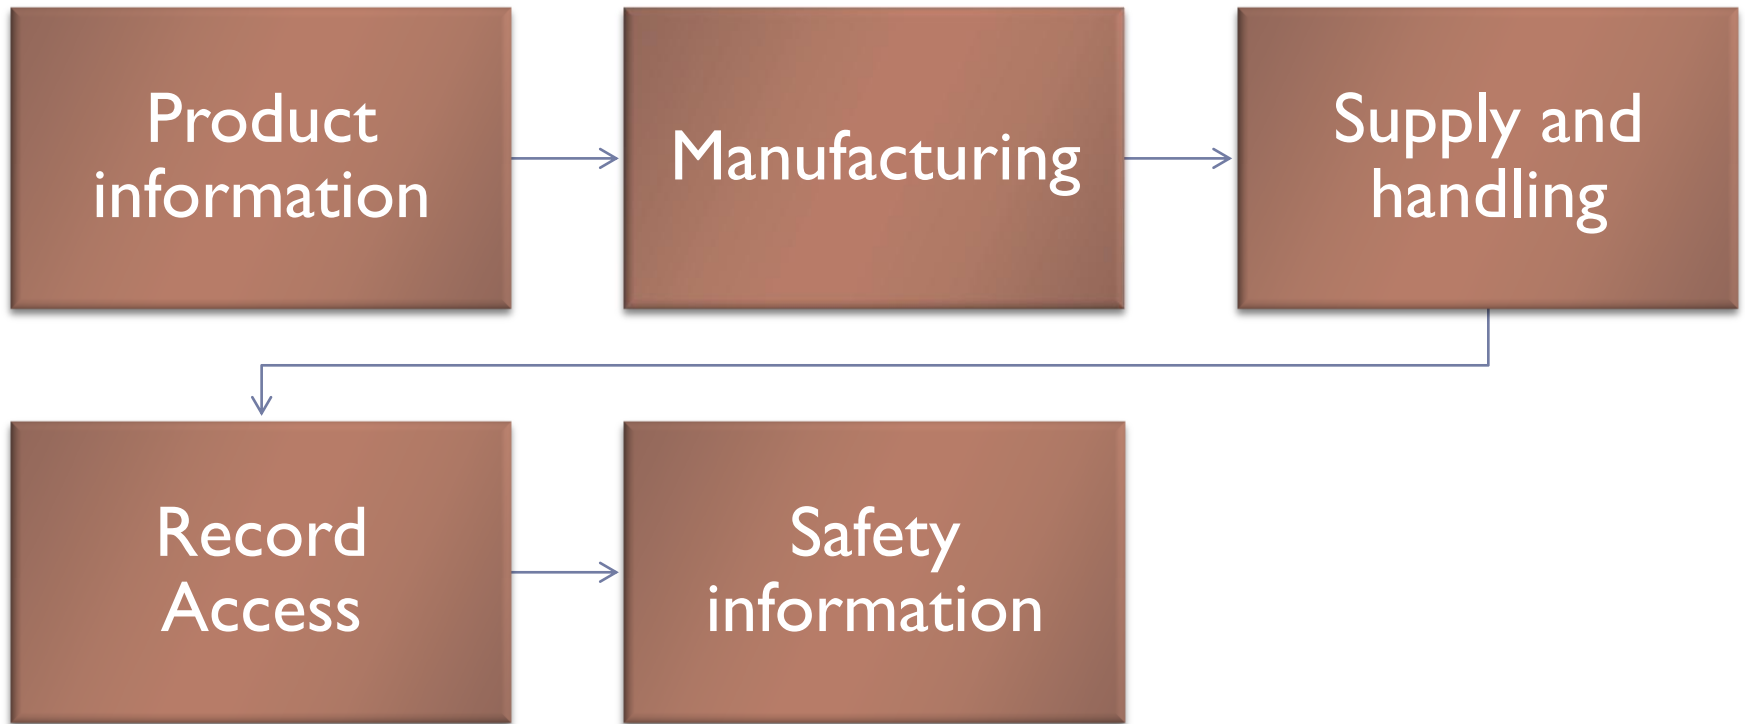 Product
information
Manufacturing
Supply and
handling
Record
Access
Safety
information